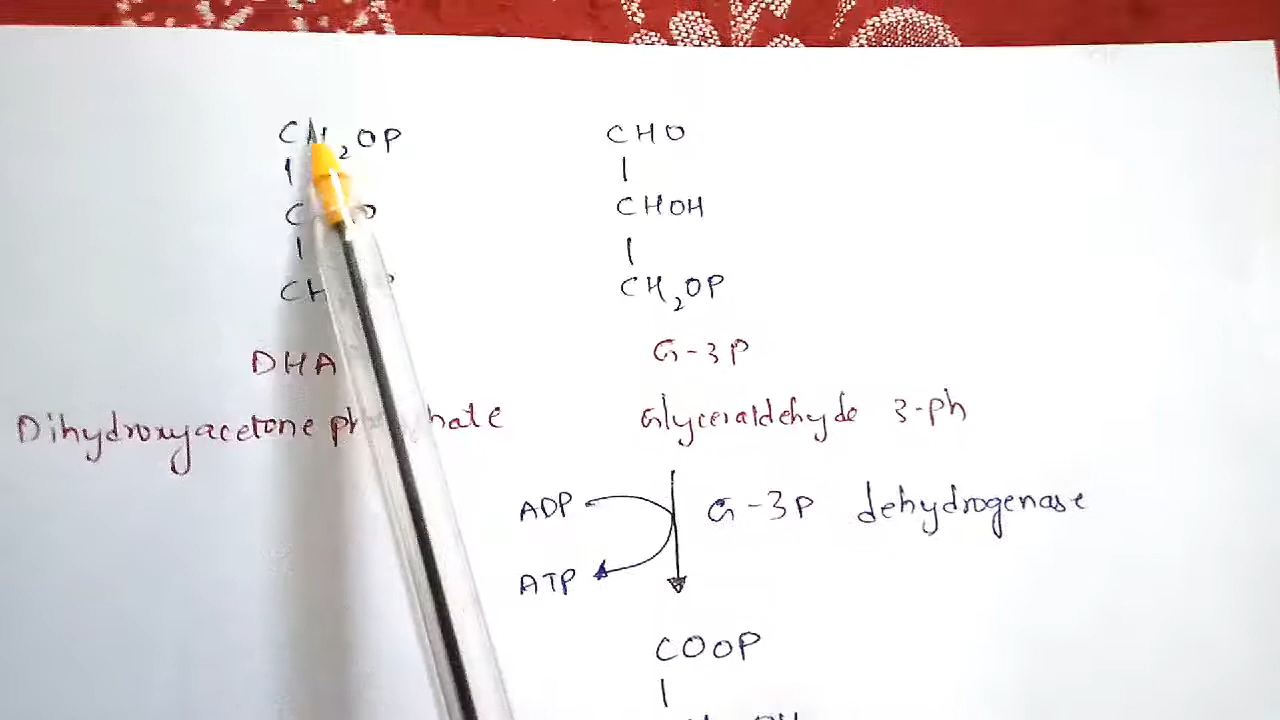 CH₂OP CHO
CHOH
CH₂OP
DHA G-3P
Dihydroxyacetone Glyceraldehyde 3-ph
ADP G-3P dehydrogenase
ATP
COOP